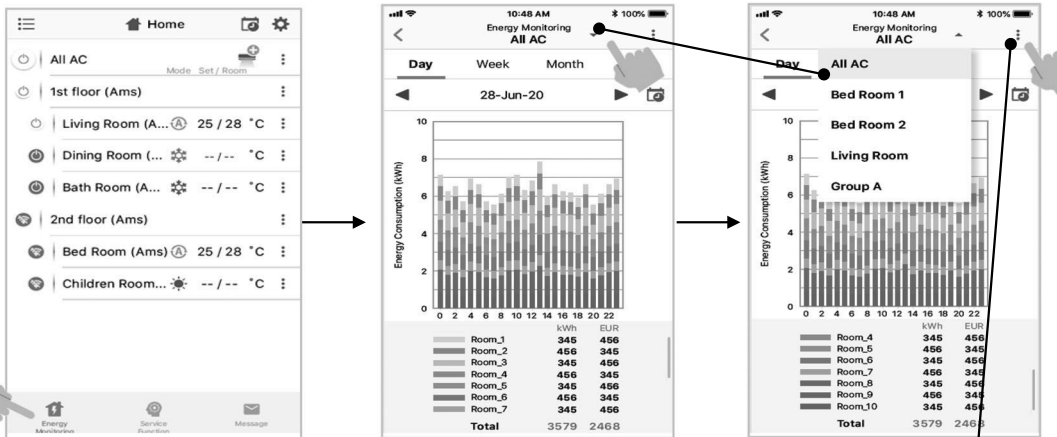 Home
All AC
Mode Set / Room
1st floor (Ams)
Living Room (A... A 25 / 28 °C
Dining Room (... -- / -- °C
Bath Room (A... -- / -- °C
2nd floor (Ams)
Bed Room (Ams) A 25 / 28 °C
Children Room... -- / -- °C
Energy Monitoring
Service Function
Message
10:48 AM 100%
Energy Monitoring
All AC
Day Week Month
28-Jun-20
Energy Consumption (kWh)
10
8
6
4
2
0
0 2 4 6 8 10 12 14 16 18 20 22
kWh EUR
Room_1 345 456
Room_2 456 345
Room_3 345 456
Room_4 456 345
Room_5 345 456
Room_6 456 345
Room_7 345 456
Total 3579 2468
10:48 AM 100%
Energy Monitoring
All AC
Day
All AC
Bed Room 1
Bed Room 2
Living Room
Group A
Energy Consumption (kWh)
10
8
6
4
2
0
0 2 4 6 8 10 12 14 16 18 20 22
kWh EUR
Room_4 345 456
Room_5 456 345
Room_6 345 456
Room_7 456 345
Room_8 345 456
Room_9 456 345
Room_10 345 456
Total 3579 2468